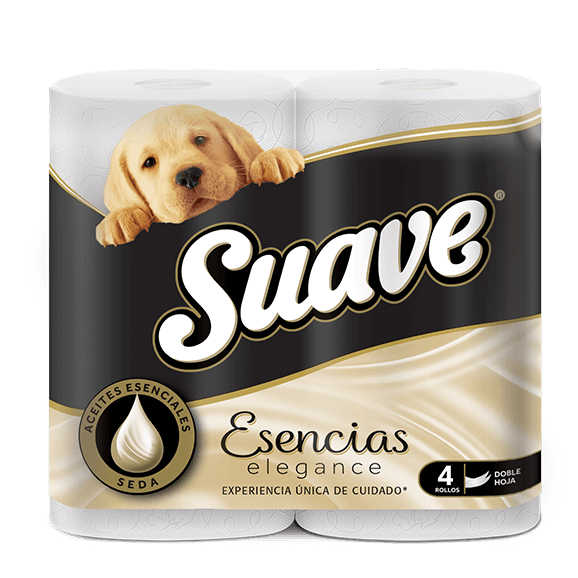 Suave®
ACEITES ESENCIALES
SEDA
Esencias
elegance
EXPERIENCIA ÚNICA DE CUIDADO*
4
ROLLOS
DOBLE
HOJA